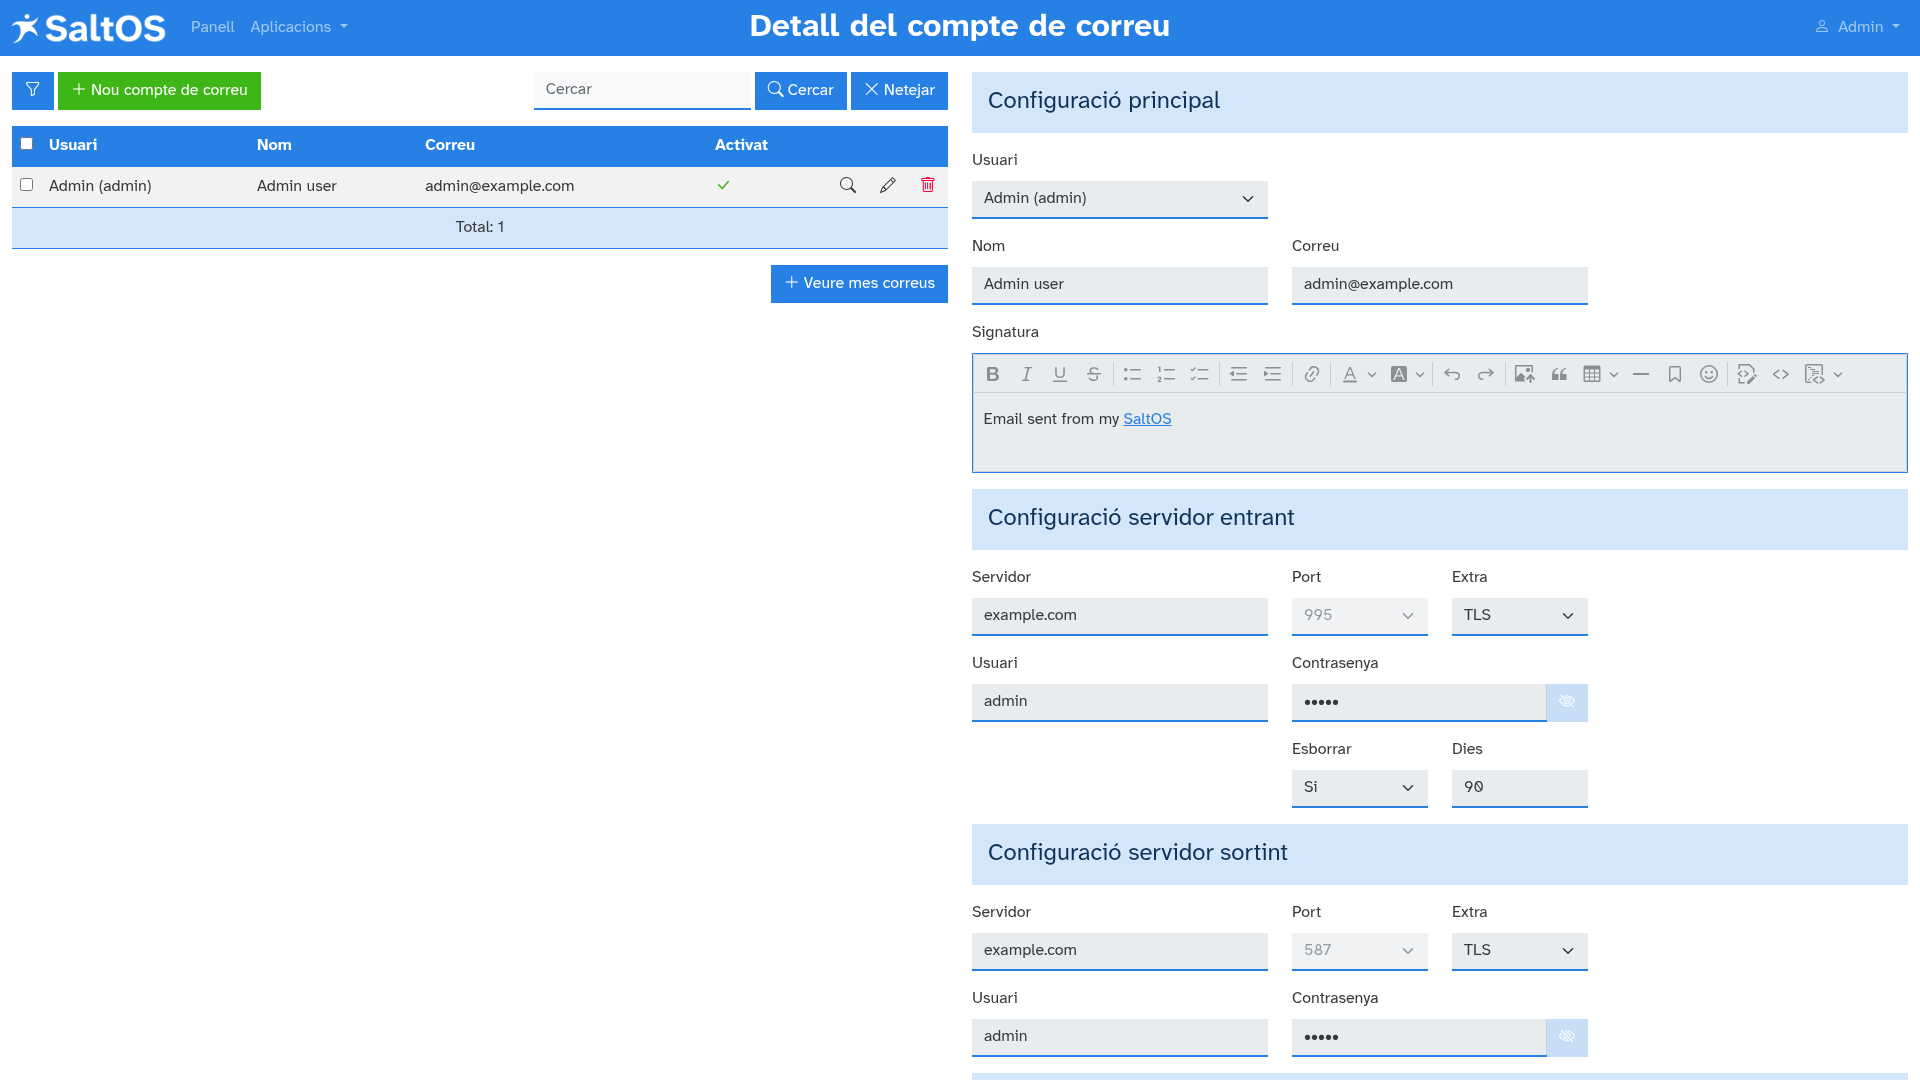 SaltOS Panell Aplicacions Detall del compte de correu Admin
Nou compte de correu Cercar Cercar Netejar
Usuari Nom Correu Activat
Admin (admin) Admin user admin@example.com
Total: 1
Veure mes correus
Configuració principal
Usuari
Admin (admin)
Nom Correu
Admin user admin@example.com
Signatura
Email sent from my SaltOS
Configuració servidor entrant
Servidor Port Extra
example.com 995 TLS
Usuari Contrasenya
admin •••••
Esborrar Dies
Si 90
Configuració servidor sortint
Servidor Port Extra
example.com 587 TLS
Usuari Contrasenya
admin •••••